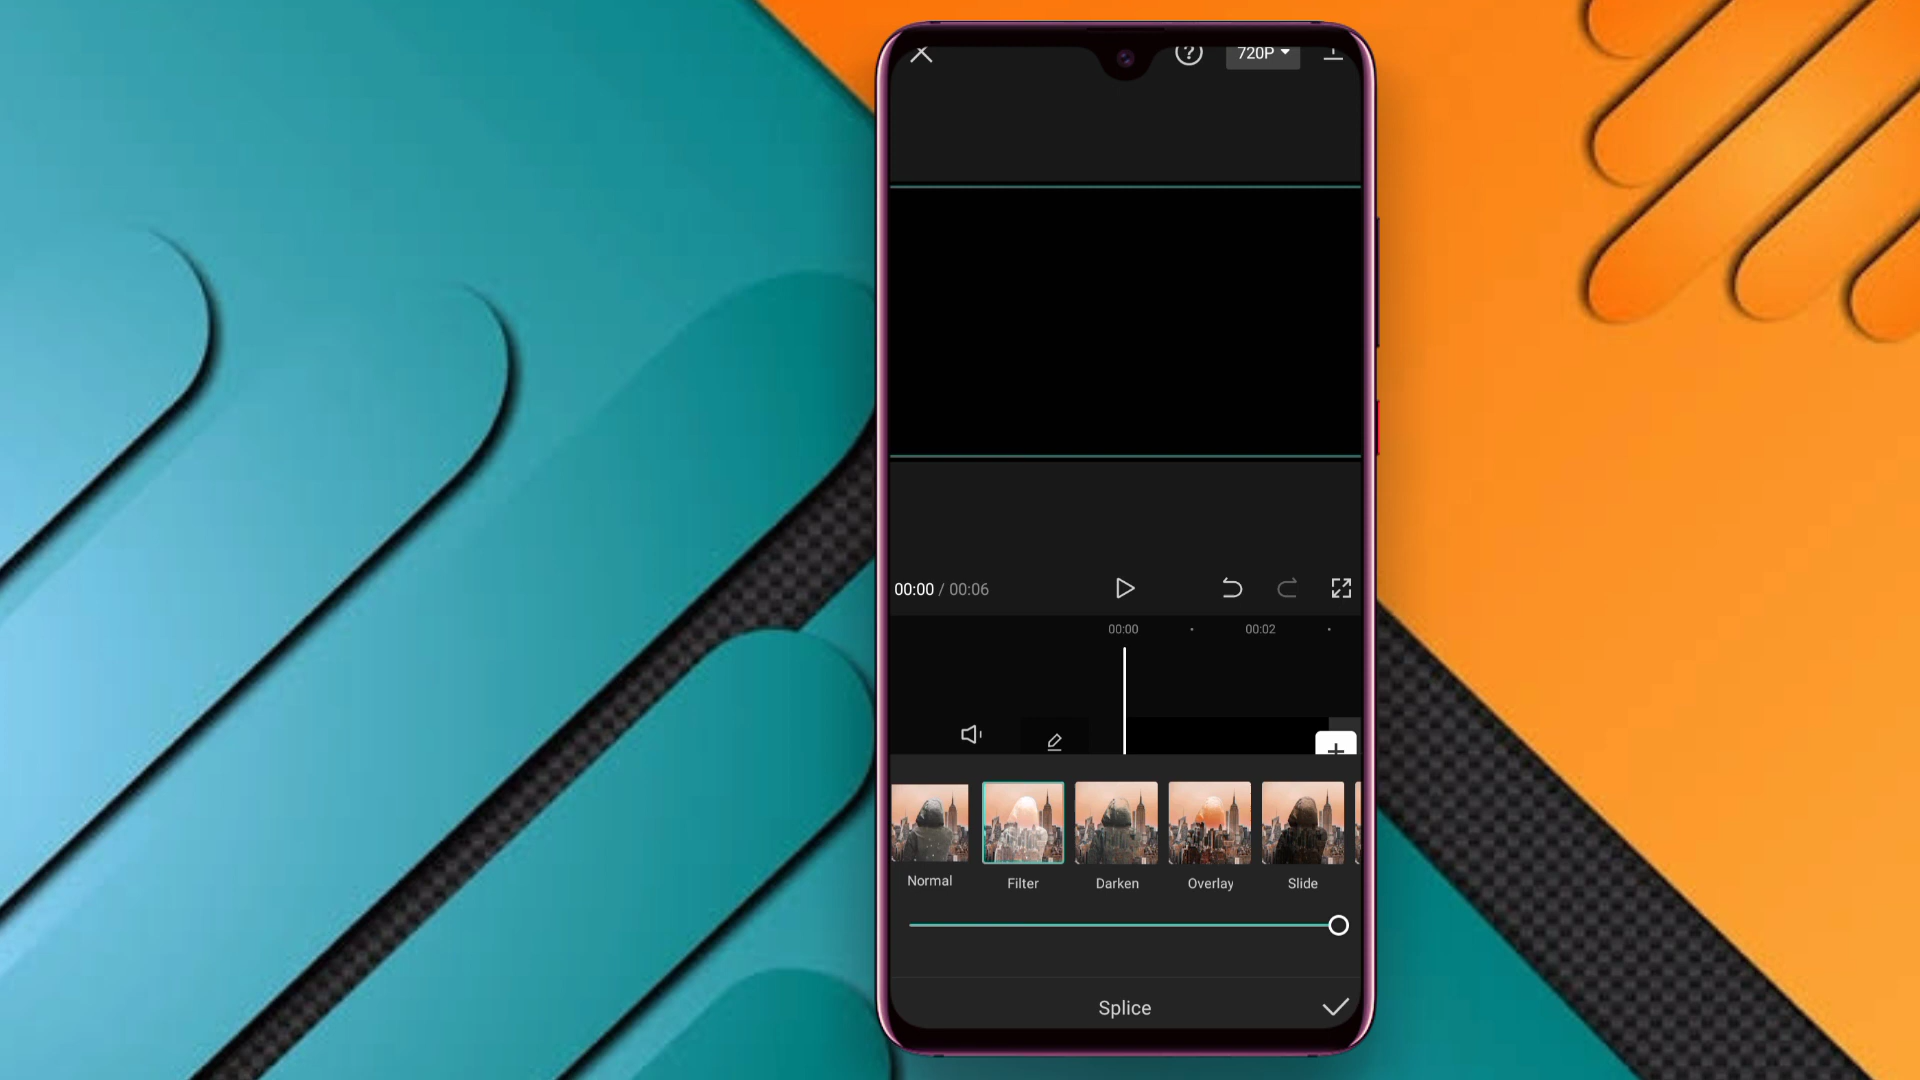 720P
00:00 / 00:06
00:00
00:02
Normal
Filter
Darken
Overlay
Slide
Splice